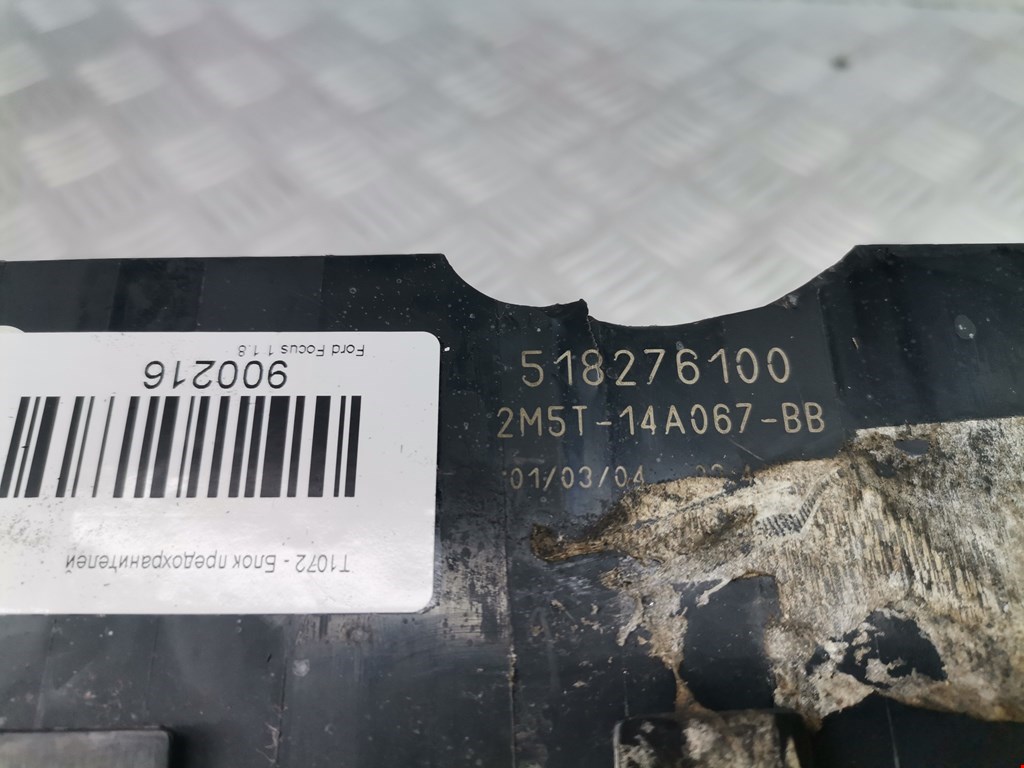 Ford Focus 1 1.8
900216
T1072 - Блок предохранителей
518276100
2M5T-14A067-BB
01/03/04